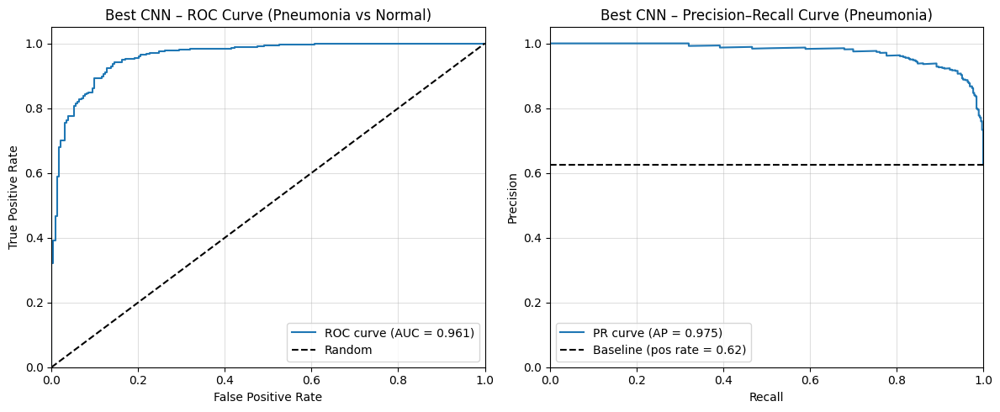 Best CNN – ROC Curve (Pneumonia vs Normal)
1.0
0.8
0.6
0.4
0.2
0.0
True Positive Rate
ROC curve (AUC = 0.961)
Random
0.0 0.2 0.4 0.6 0.8 1.0
False Positive Rate
Best CNN – Precision–Recall Curve (Pneumonia)
1.0
0.8
0.6
0.4
0.2
0.0
Precision
PR curve (AP = 0.975)
Baseline (pos rate = 0.62)
0.0 0.2 0.4 0.6 0.8 1.0
Recall